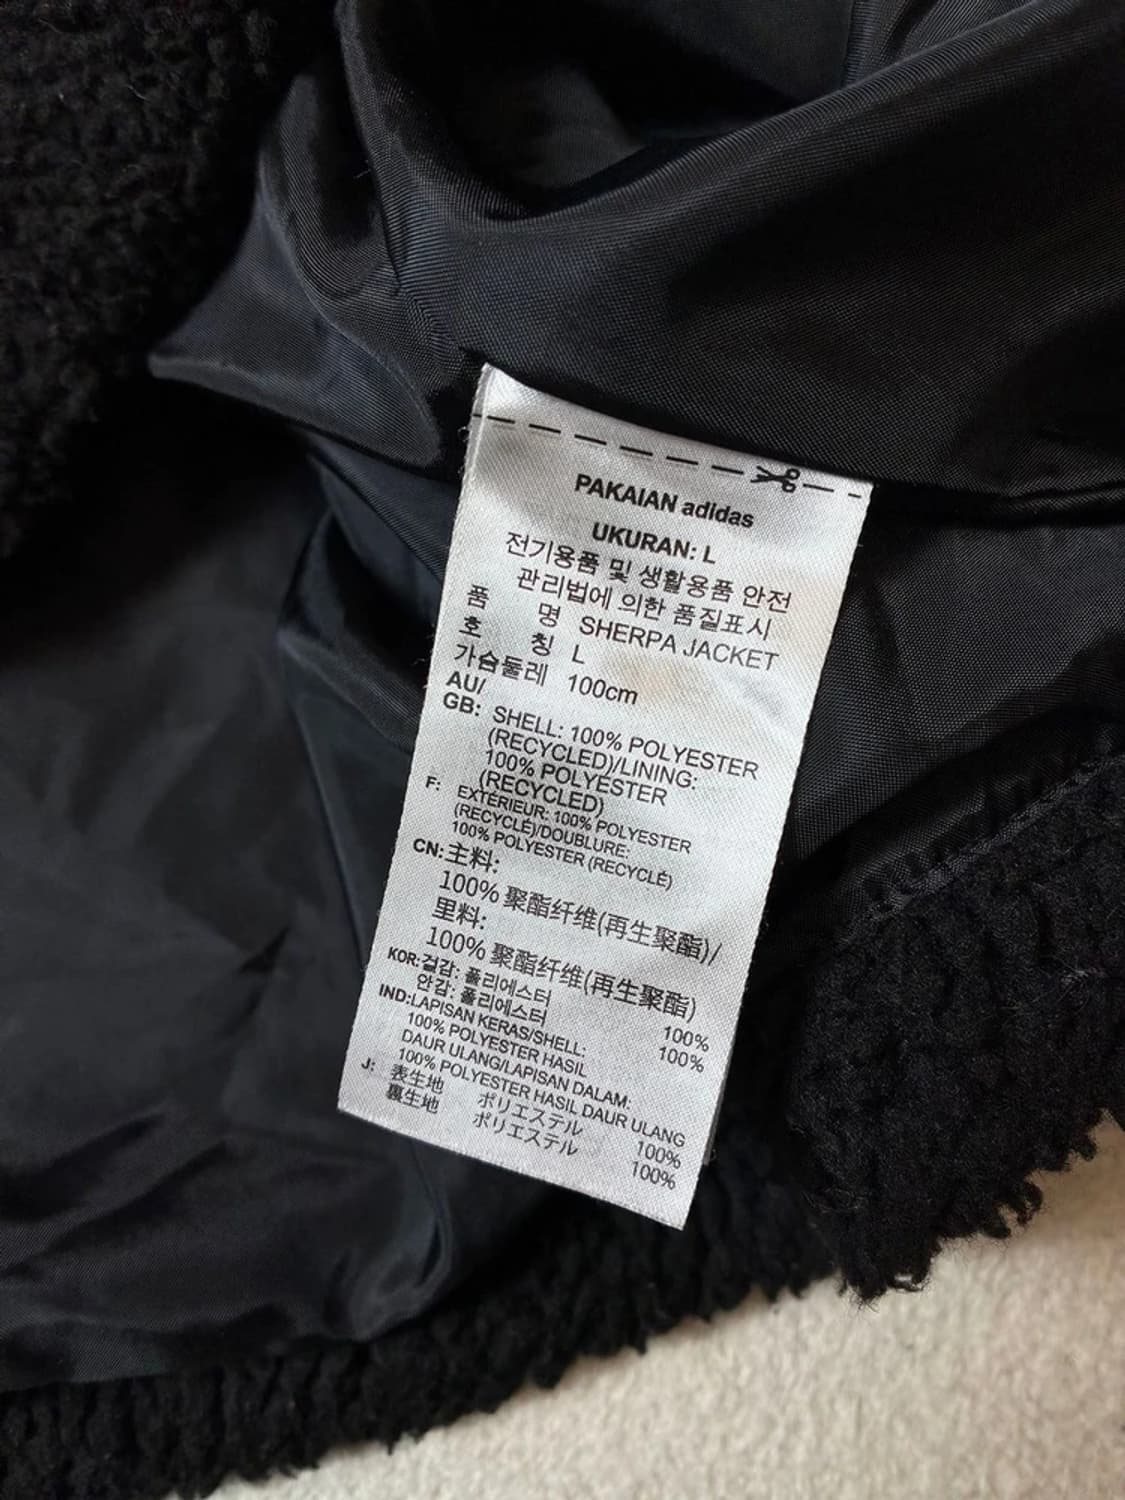 PAKAIAN adidas
UKURAN: L
전기용품 및 생활용품 안전
관리법에 의한 품질표시
품 명 SHERPA JACKET
호 칭 L
가슴둘레 100cm
AU/
GB: SHELL: 100% POLYESTER
(RECYCLED)/LINING:
100% POLYESTER
(RECYCLED)
F: EXTÉRIEUR: 100% POLYESTER
(RECYCLÉ)/DOUBLURE:
100% POLYESTER (RECYCLÉ)
CN:主料:
100% 聚酯纤维(再生聚酯)/
里料:
100% 聚酯纤维(再生聚酯)
KOR:겉감: 폴리에스터 100%
안감: 폴리에스터 100%
IND:LAPISAN KERAS/SHELL:
100% POLYESTER HASIL
DAUR ULANG/LAPISAN DALAM:
100% POLYESTER HASIL DAUR ULANG
J: 表生地 ポリエステル 100%
裏生地 ポリエステル 100%